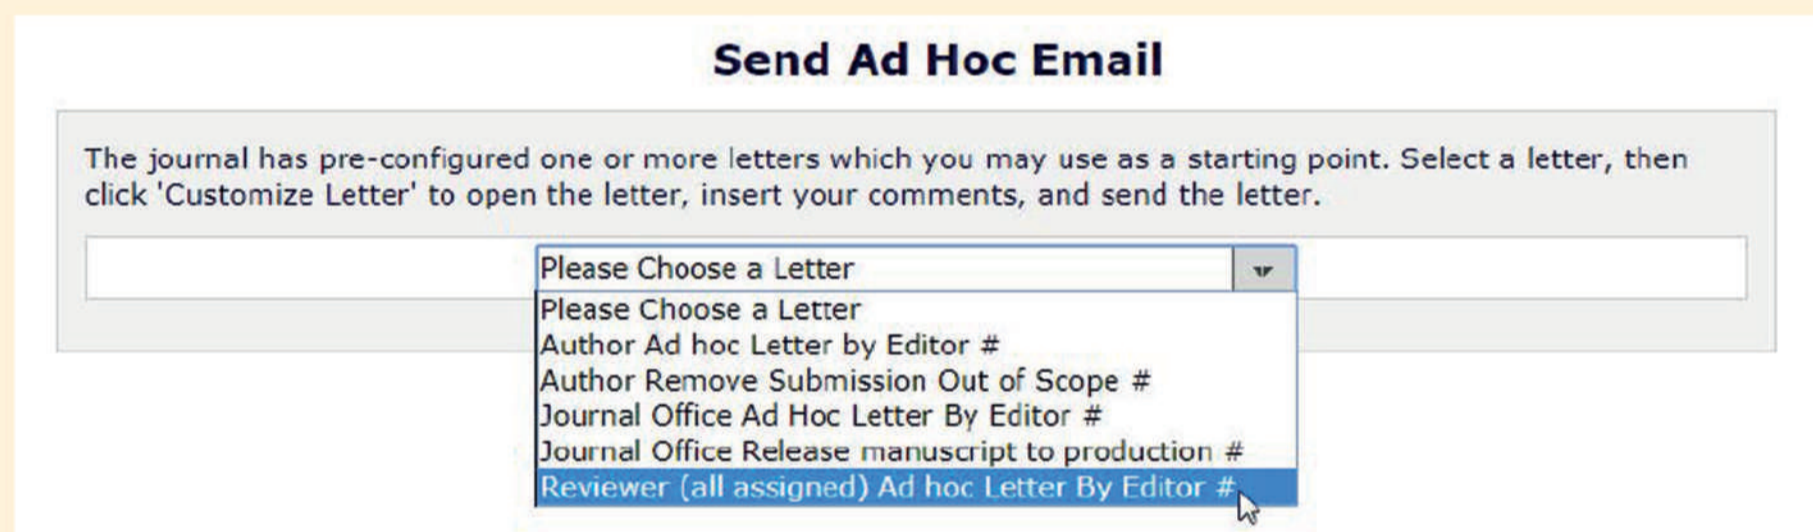 Send Ad Hoc Email
The journal has pre-configured one or more letters which you may use as a starting point. Select a letter, then
click 'Customize Letter' to open the letter, insert your comments, and send the letter.
Please Choose a Letter
Please Choose a Letter
Author Ad hoc Letter by Editor #
Author Remove Submission Out of Scope #
Journal Office Ad Hoc Letter By Editor #
Journal Office Release manuscript to production #
Reviewer (all assigned) Ad hoc Letter By Editor #